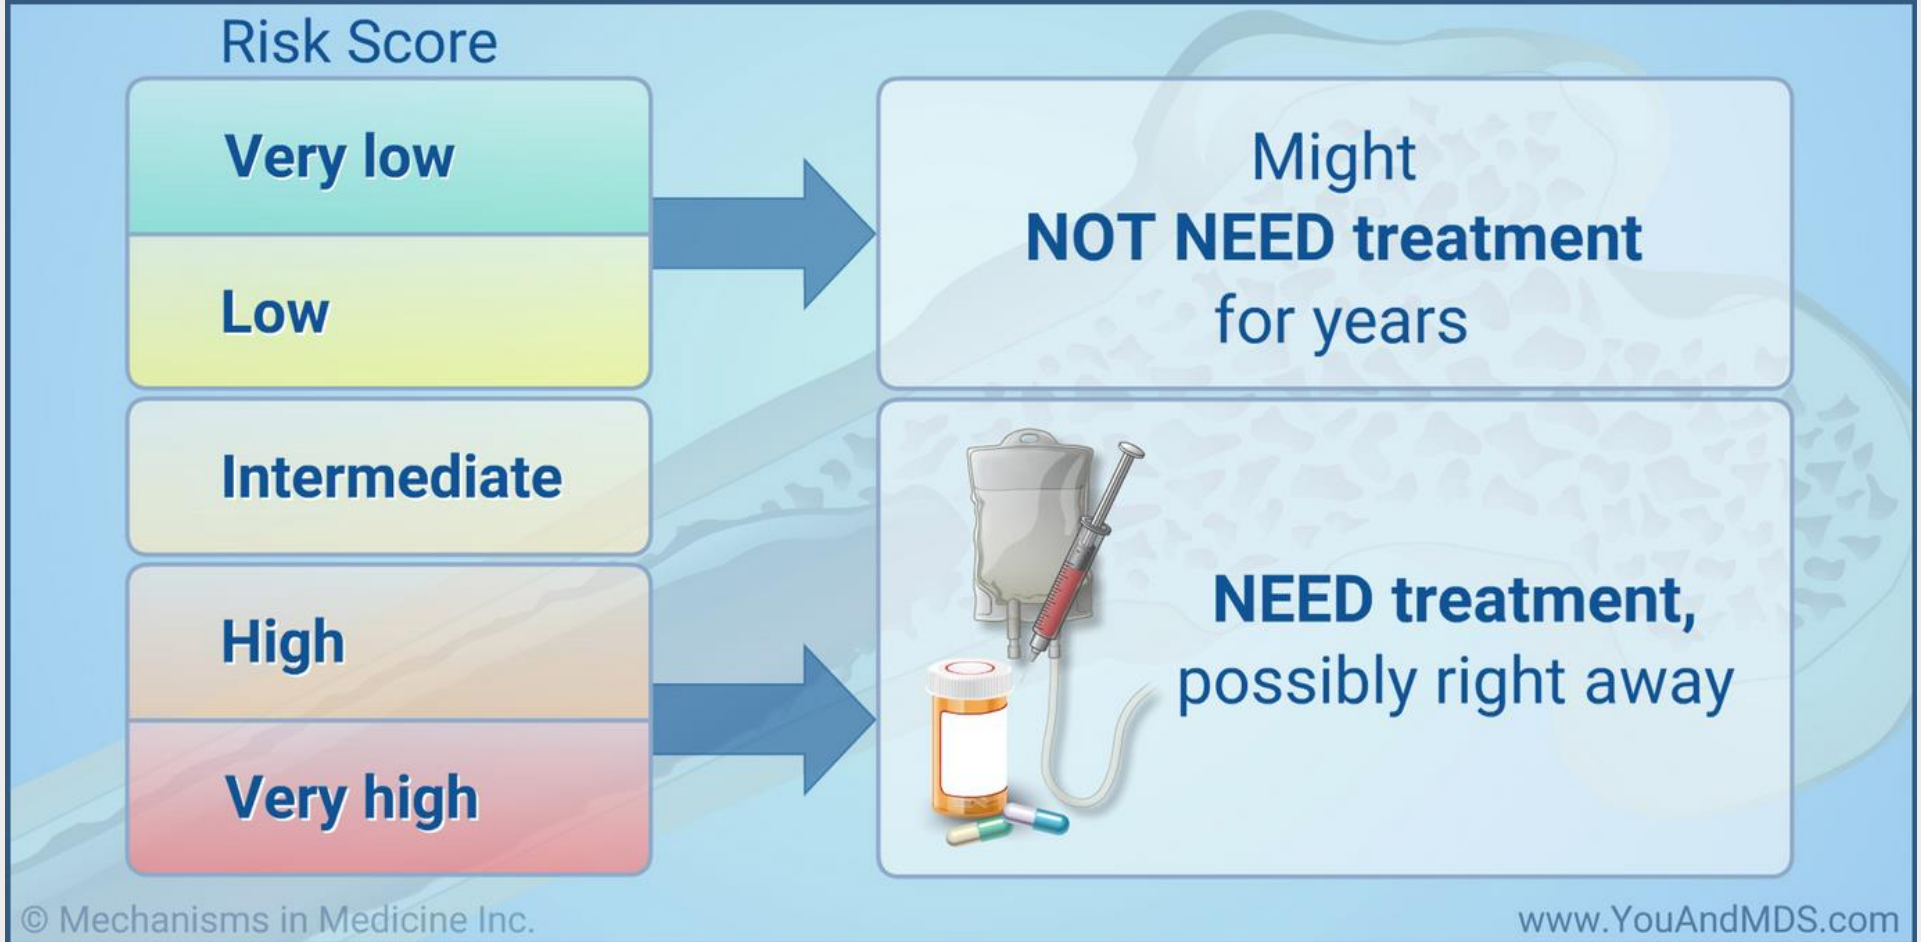 Risk Score
Very low
Low
Intermediate
High
Very high
Might
NOT NEED treatment
for years
NEED treatment,
possibly right away
© Mechanisms in Medicine Inc.
www.YouAndMDS.com